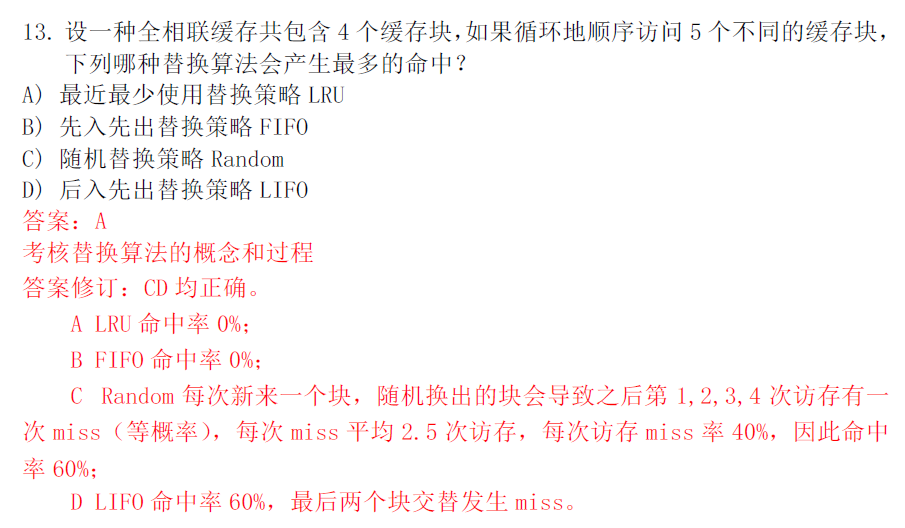 13. 设一种全相联缓存共包含 4 个缓存块，如果循环地顺序访问 5 个不同的缓存块，
下列哪种替换算法会产生最多的命中？
A) 最近最少使用替换策略 LRU
B) 先入先出替换策略 FIFO
C) 随机替换策略 Random
D) 后入先出替换策略 LIFO
答案：A
考核替换算法的概念和过程
答案修订：CD 均正确。
A LRU 命中率 0%；
B FIFO 命中率 0%；
C Random 每次新来一个块，随机换出的块会导致之后第 1,2,3,4 次访存有一
次 miss（等概率），每次 miss 平均 2.5 次访存，每次访存 miss 率 40%，因此命中
率 60%；
D LIFO 命中率 60%，最后两个块交替发生 miss。